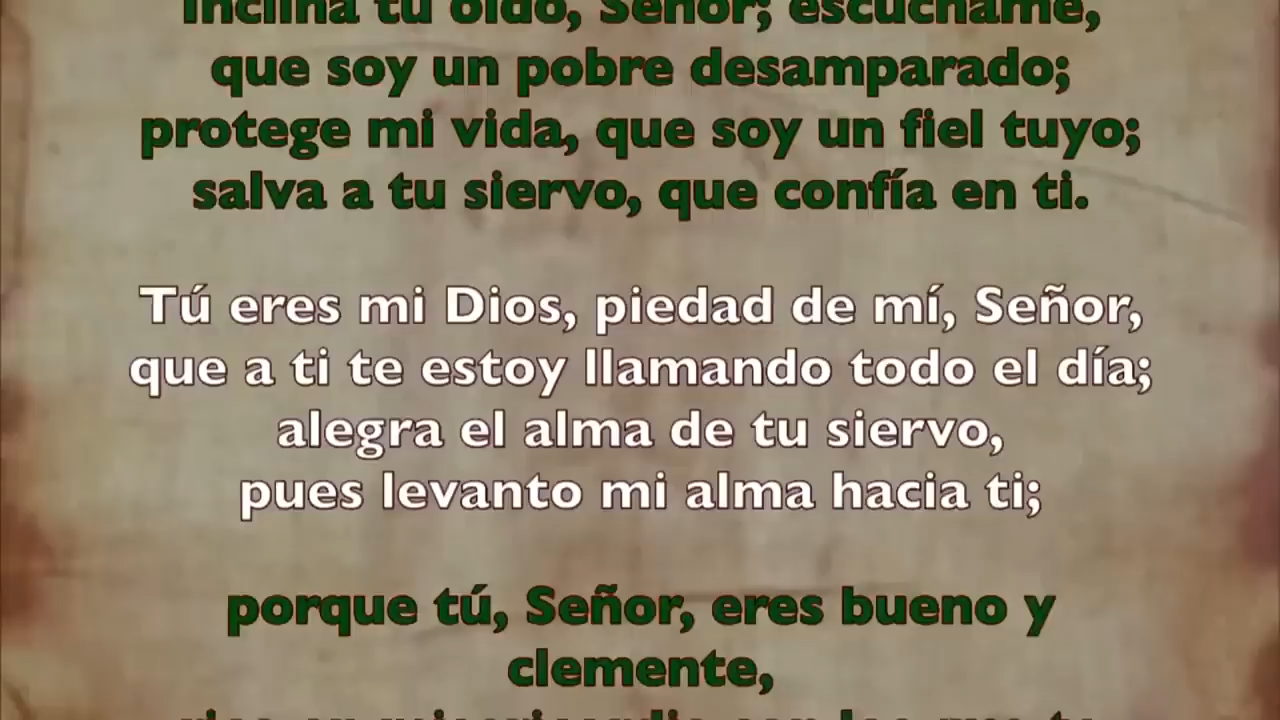 Inclina tu oído, Señor; escúchame,
que soy un pobre desamparado;
protege mi vida, que soy un fiel tuyo;
salva a tu siervo, que confía en ti.
Tú eres mi Dios, piedad de mí, Señor,
que a ti te estoy llamando todo el día;
alegra el alma de tu siervo,
pues levanto mi alma hacia ti;
porque tú, Señor, eres bueno y
clemente,